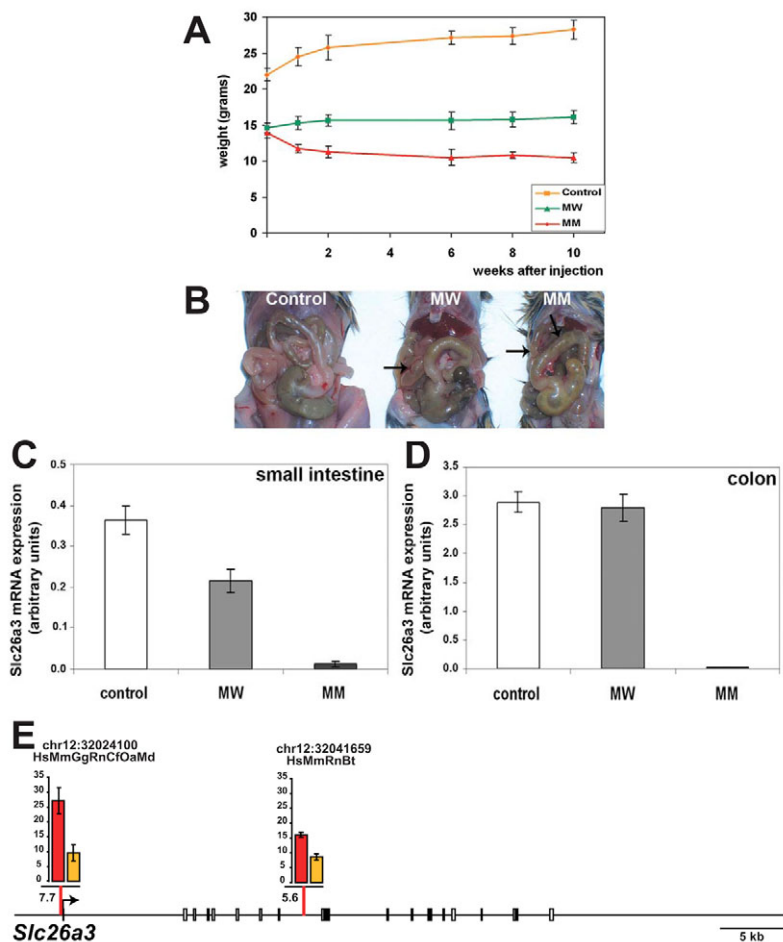 A
30
25
20
15
10
5
0
weight (grams)
2 4 6 8 10
weeks after injection
Control
MW
MM
B
Control MW MM
C
small intestine
0.5
0.4
0.3
0.2
0.1
0.0
Slc26a3 mRNA expression
(arbitrary units)
control MW MM
D
colon
3.5
3.0
2.5
2.0
1.5
1.0
0.5
0.0
Slc26a3 mRNA expression
(arbitrary units)
control MW MM
E
chr12:32024100
HsMmGgRnCfOaMd
35
30
25
20
15
10
5
0
7.7
chr12:32041659
HsMmRnBt
35
30
25
20
15
10
5
0
5.6
Slc26a3
5 kb